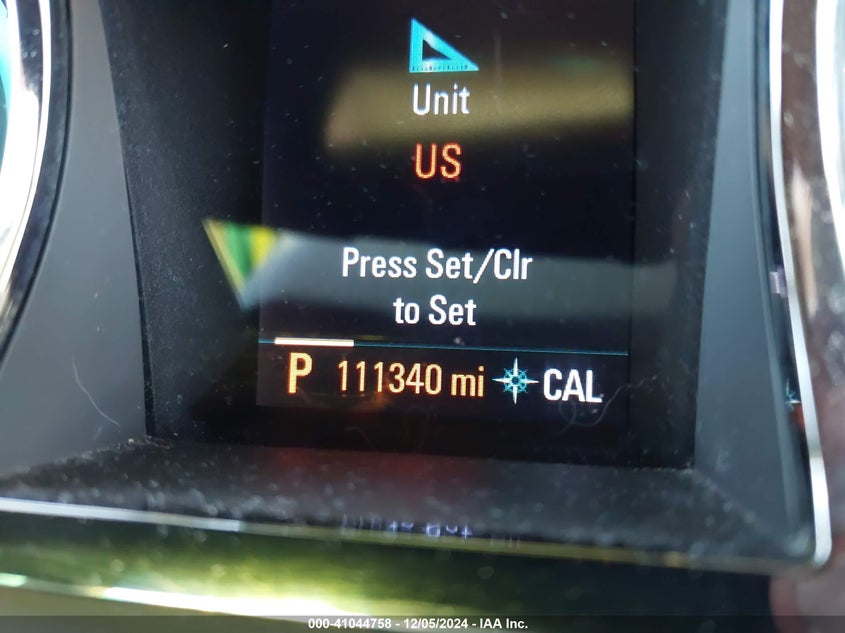 Unit
US
Press Set/Clr
to Set
P 111340 mi CAL
000-41044758 - 12/05/2024 - IAA Inc.